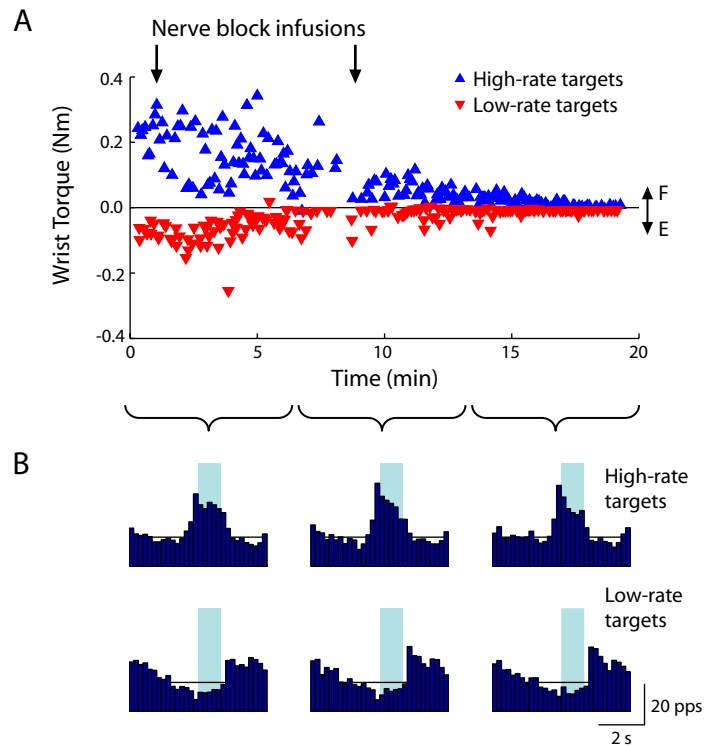 A
Nerve block infusions
High-rate targets
Low-rate targets
Wrist Torque (Nm)
0.4
0.2
0.0
-0.2
-0.4
F
E
0
5
10
15
20
Time (min)
B
High-rate
targets
Low-rate
targets
20 pps
2 s